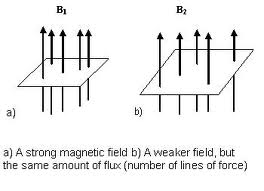 B1 B2
a) b)
a) A strong magnetic field b) A weaker field, but
the same amount of flux (number of lines of force)